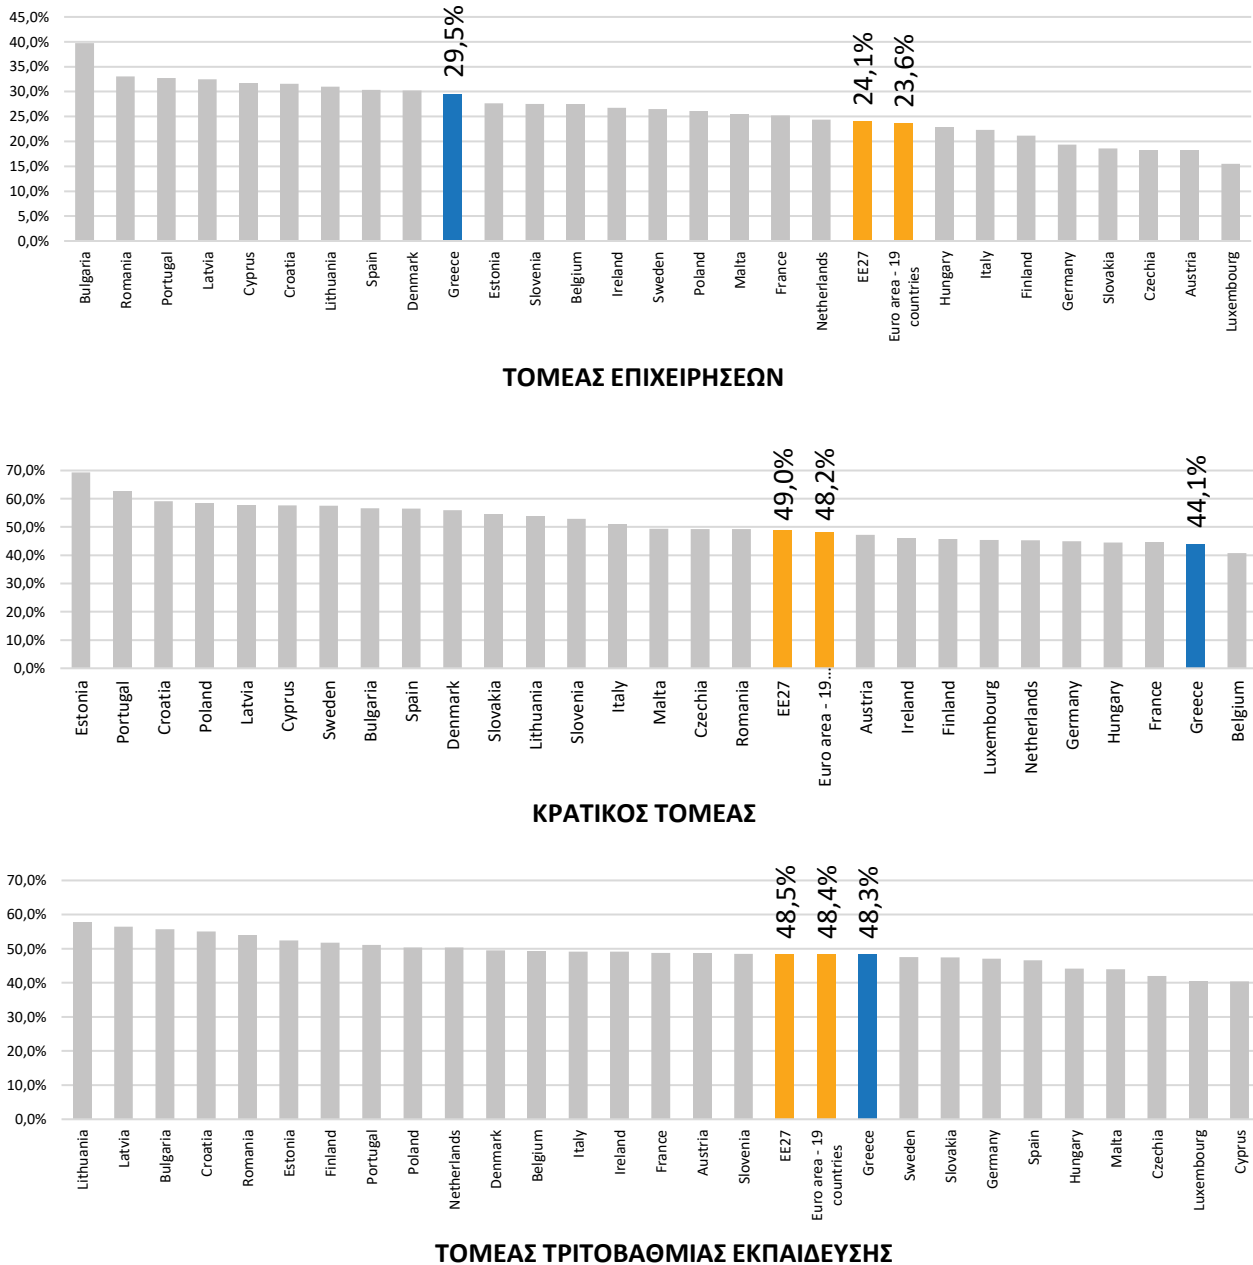 45,0%
40,0%
35,0%
30,0%
25,0%
20,0%
15,0%
10,0%
5,0%
0,0%
29,5%
24,1%
23,6%
Bulgaria
Romania
Portugal
Latvia
Cyprus
Croatia
Lithuania
Spain
Denmark
Greece
Estonia
Slovenia
Belgium
Ireland
Sweden
Poland
Malta
France
Netherlands
EE27
Euro area - 19
countries
Hungary
Italy
Finland
Germany
Slovakia
Czechia
Austria
Luxembourg
ΤΟΜΕΑΣ ΕΠΙΧΕΙΡΗΣΕΩΝ
70,0%
60,0%
50,0%
40,0%
30,0%
20,0%
10,0%
0,0%
49,0%
48,2%
44,1%
Estonia
Portugal
Croatia
Poland
Latvia
Cyprus
Sweden
Bulgaria
Spain
Denmark
Slovakia
Lithuania
Slovenia
Italy
Malta
Czechia
Romania
EE27
Euro area - 19…
Austria
Ireland
Finland
Luxembourg
Netherlands
Germany
Hungary
France
Greece
Belgium
ΚΡΑΤΙΚΟΣ ΤΟΜΕΑΣ
70,0%
60,0%
50,0%
40,0%
30,0%
20,0%
10,0%
0,0%
48,5%
48,4%
48,3%
Lithuania
Latvia
Bulgaria
Croatia
Romania
Estonia
Finland
Portugal
Poland
Netherlands
Denmark
Belgium
Italy
Ireland
France
Austria
Slovenia
EE27
Euro area - 19
countries
Greece
Sweden
Slovakia
Germany
Spain
Hungary
Malta
Czechia
Luxembourg
Cyprus
ΤΟΜΕΑΣ ΤΡΙΤΟΒΑΘΜΙΑΣ ΕΚΠΑΙΔΕΥΣΗΣ